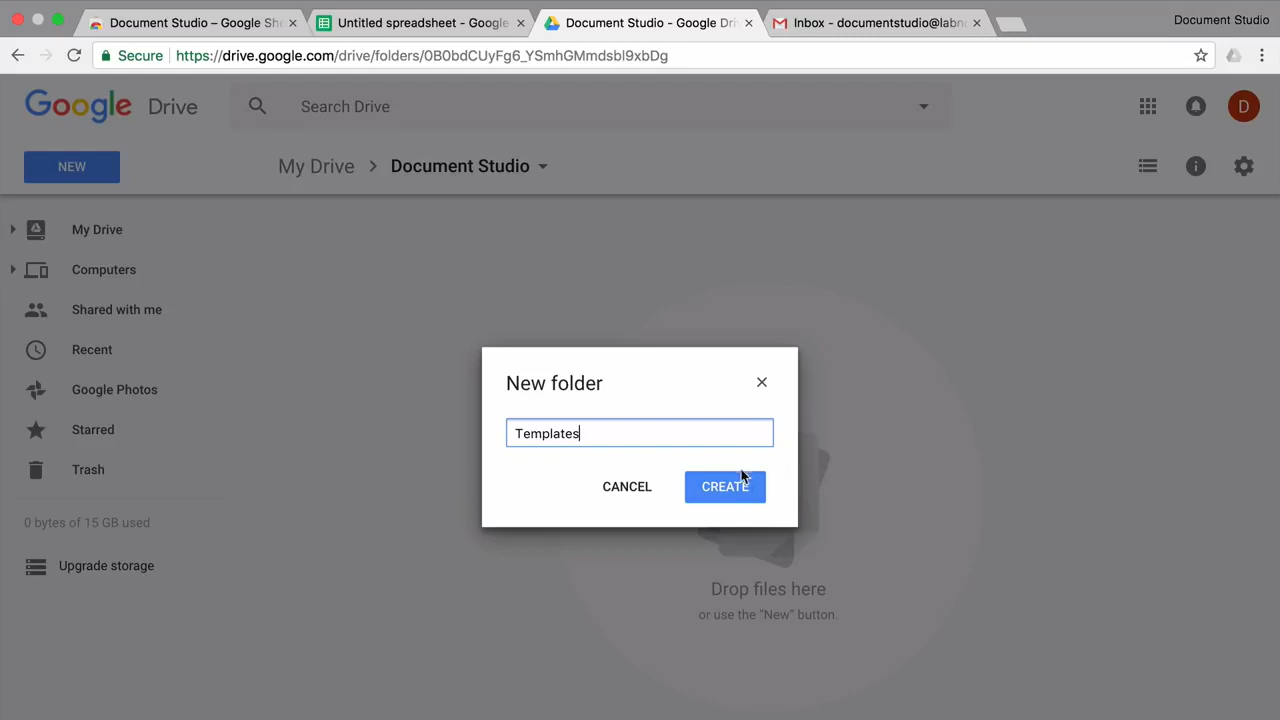 Document Studio – Google She
Untitled spreadsheet - Google
Document Studio - Google Driv
Inbox - documentstudio@labno
Document Studio
Secure
https://drive.google.com/drive/folders/0B0bdCUyFg6_YSmhGMmdsbl9xbDg
Google Drive
Search Drive
D
NEW
My Drive
Document Studio
My Drive
Computers
Shared with me
Recent
Google Photos
Starred
Trash
0 bytes of 15 GB used
Upgrade storage
New folder
Templates
CANCEL
CREATE
Drop files here
or use the “New” button.